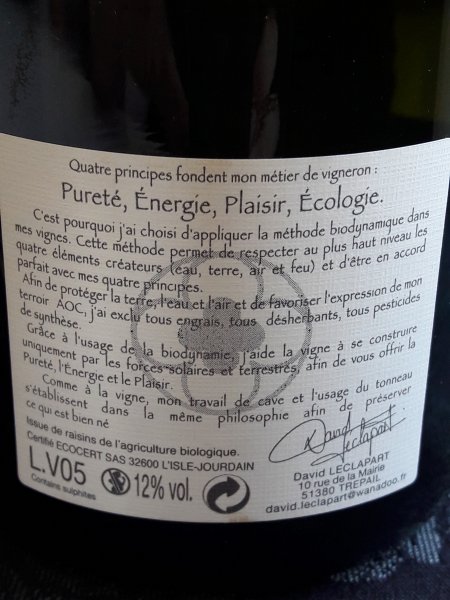 Quatre principes fondent mon métier de vigneron :
Pureté, Énergie, Plaisir, Écologie.
C'est pourquoi j'ai choisi d'appliquer la méthode biodynamique dans
mes vignes. Cette méthode permet de respecter au plus haut niveau les
quatre éléments créateurs (eau, terre, air et feu) et d'être en accord
parfait avec mes quatre principes.
Afin de protéger la terre, l'eau et l'air et de favoriser l'expression de mon
terroir AOC, j'ai exclu tous engrais, tous désherbants, tous pesticides
de synthèse.
Grâce à l'usage de la biodynamie, j'aide la vigne à se construire
uniquement par les forces solaires et terrestres, afin de vous offrir la
Pureté, l'Énergie et le Plaisir.
Comme à la vigne, mon travail de cave et l'usage du tonneau
s'établissent dans la même philosophie afin de préserver
ce qui est bien né
Issue de raisins de l'agriculture biologique.
Certifié ECOCERT SAS 32600 L'ISLE-JOURDAIN
L.V05
12% vol.
Contains sulphites
David Leclapart
David LECLAPART
10 rue de la Mairie
51380 TREPAIL
david.leclapart@wanadoo.fr